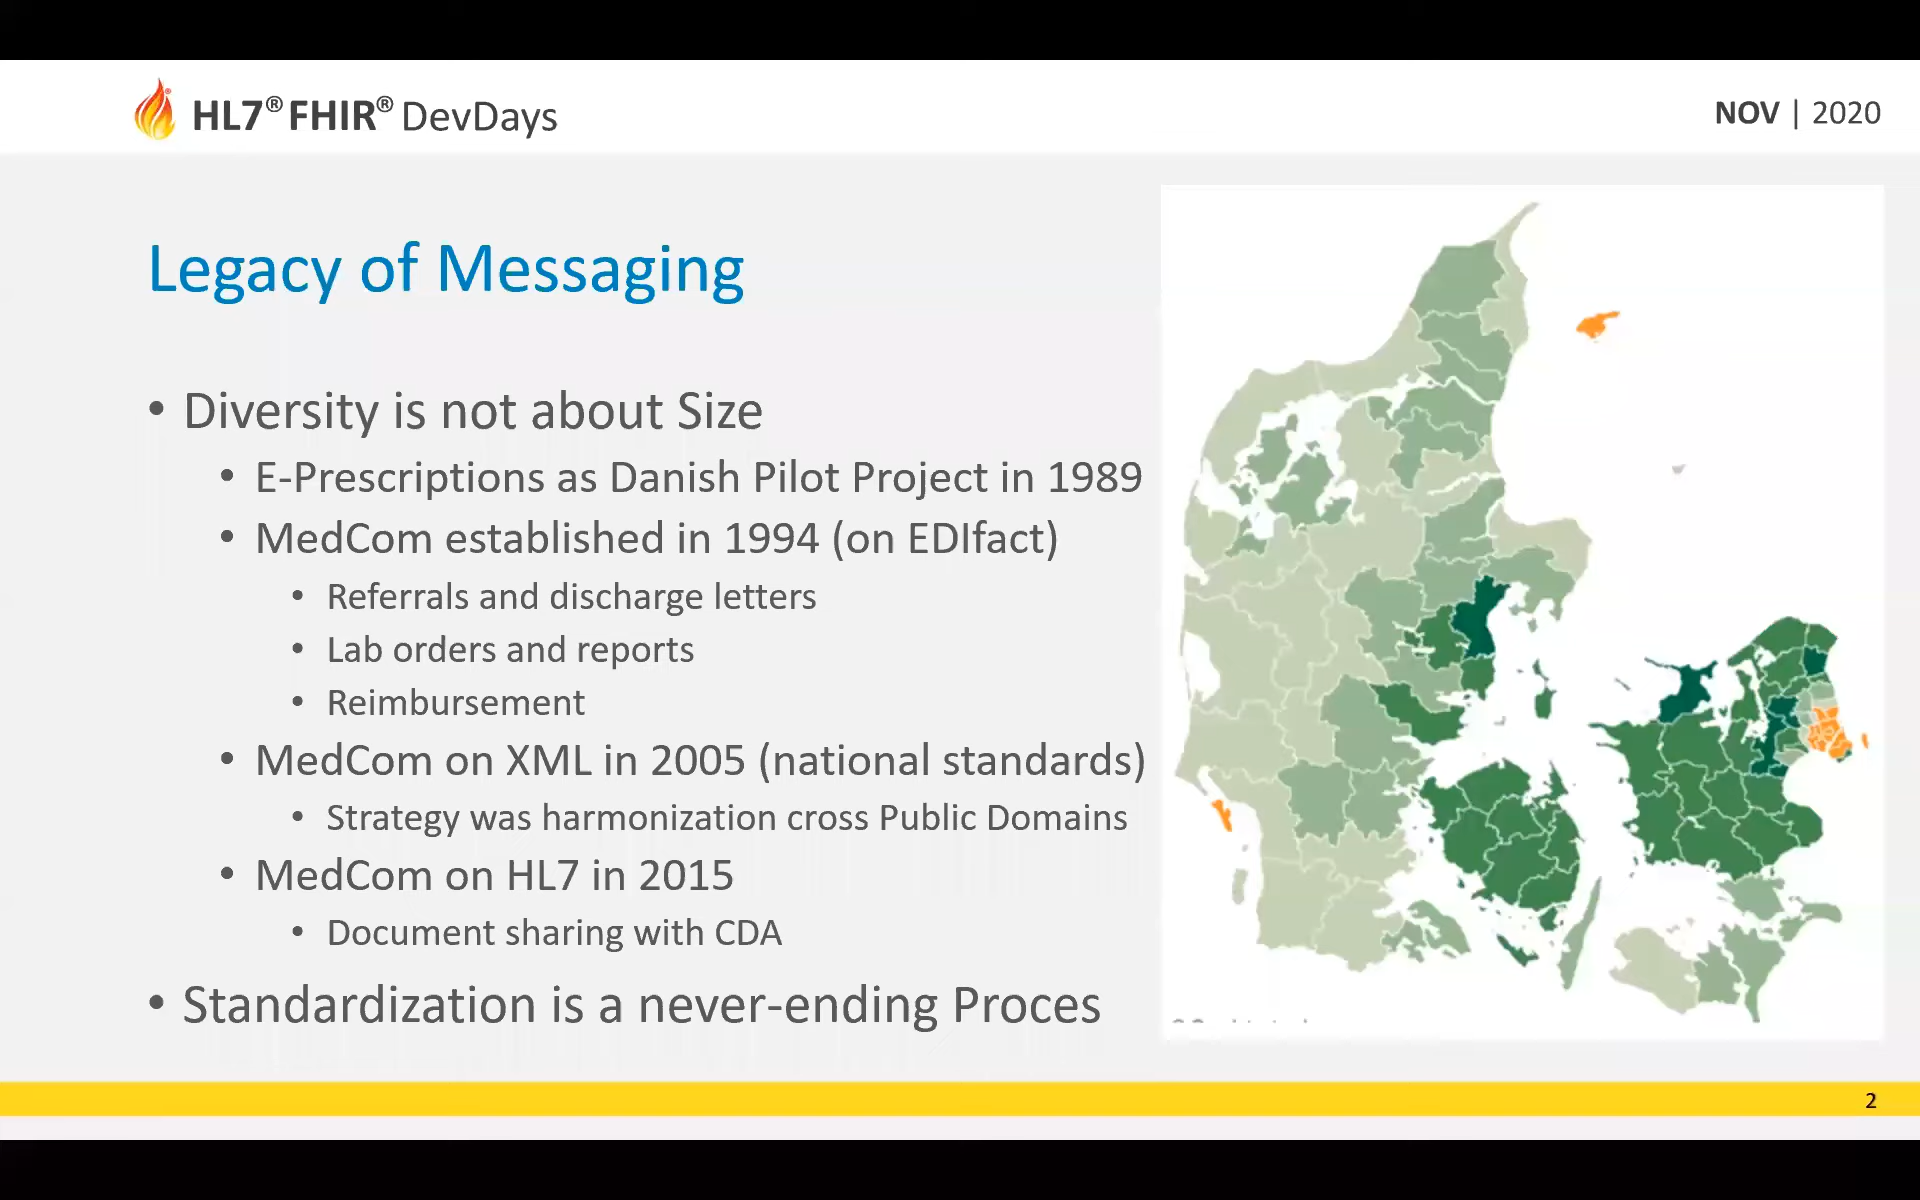 HL7® FHIR® DevDays
NOV | 2020
Legacy of Messaging
• Diversity is not about Size
• E-Prescriptions as Danish Pilot Project in 1989
• MedCom established in 1994 (on EDIfact)
• Referrals and discharge letters
• Lab orders and reports
• Reimbursement
• MedCom on XML in 2005 (national standards)
• Strategy was harmonization cross Public Domains
• MedCom on HL7 in 2015
• Document sharing with CDA
• Standardization is a never-ending Proces
2